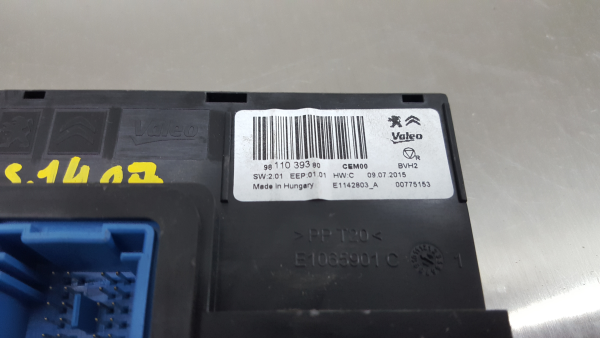 Valeo
Valeo
98 110 393 80 CEM00 BVH2
SW:2.01 EEP:01.01 HW:C 09.07.2015
Made in Hungary E1142803_A 00775153
>PP T20<
E1065901 C